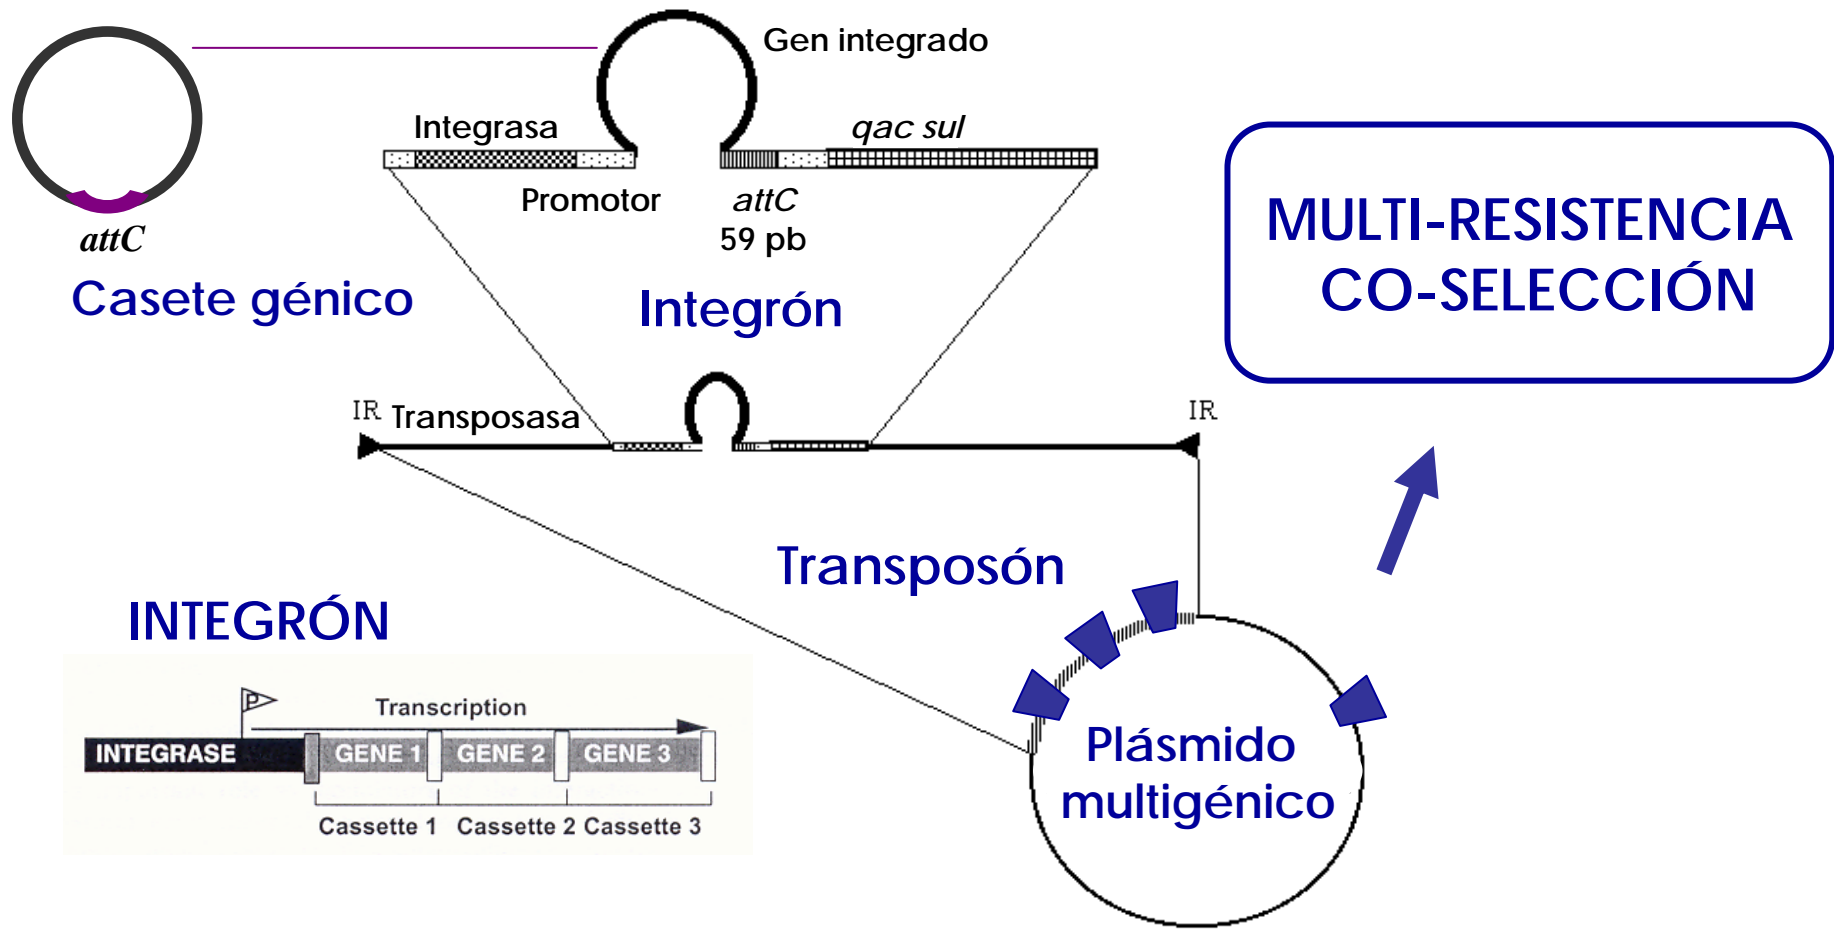 Gen integrado
Integrasa
qac sul
Promotor
attC
59 pb
attC
Casete génico
Integrón
MULTI-RESISTENCIA
CO-SELECCIÓN
IR
Transposasa
IR
Transposón
INTEGRÓN
P
Transcription
INTEGRASE
GENE 1
GENE 2
GENE 3
Cassette 1
Cassette 2
Cassette 3
Plásmido
multigénico